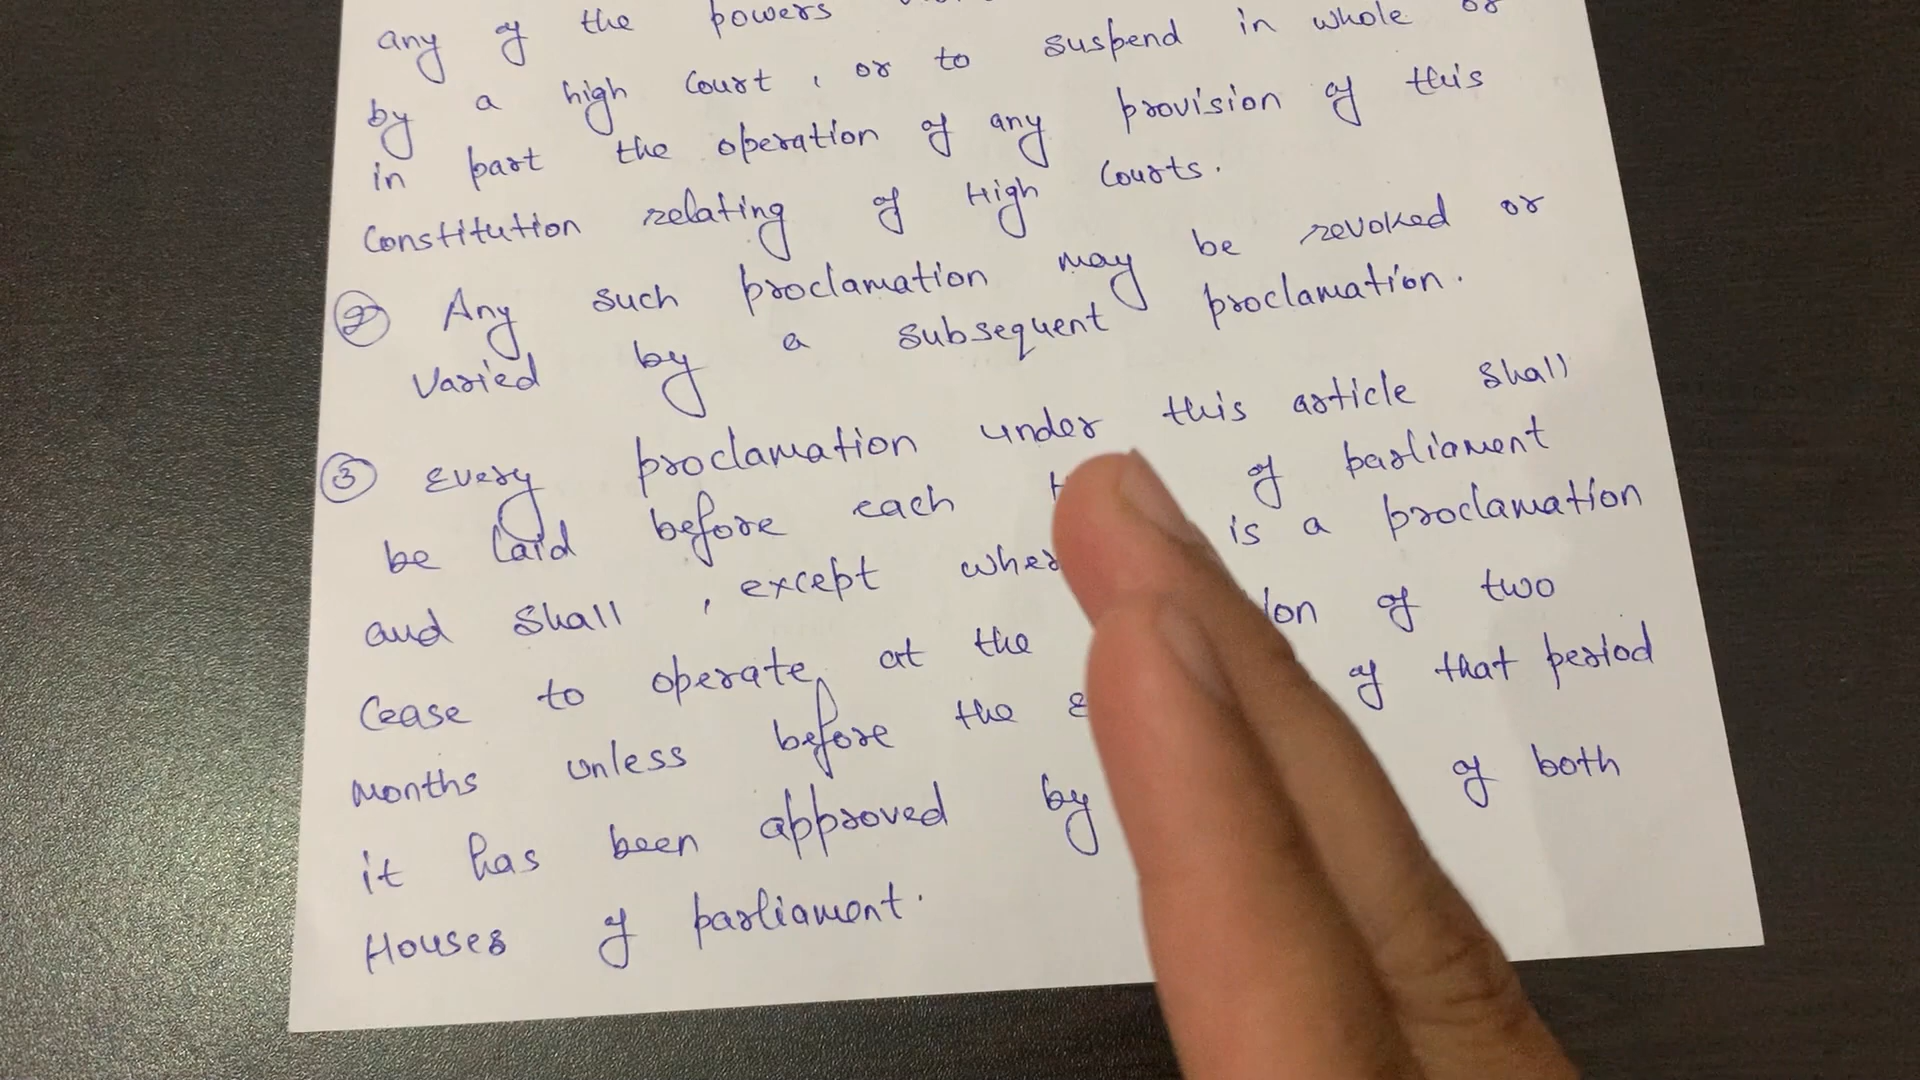 any of the powers
by a high court, or to suspend in whole or
in part the operation of any provision of this
Constitution relating of High Courts.
② Any such proclamation may be revoked or
varied by a subsequent proclamation.
③ Every proclamation under this article shall
be laid before each of parliament
and shall, except is a proclamation
cease to operate at the of two
months unless before the of that period
it has been approved by of both
Houses of parliament.